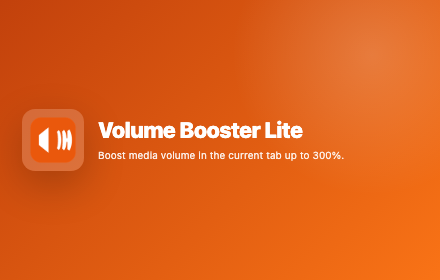 Volume Booster Lite
Boost media volume in the current tab up to 300%.